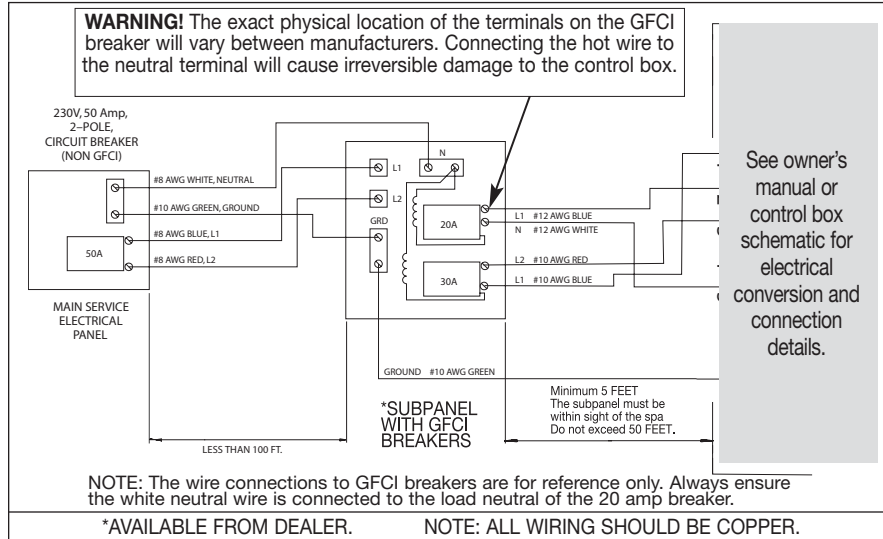 WARNING! The exact physical location of the terminals on the GFCI
breaker will vary between manufacturers. Connecting the hot wire to
the neutral terminal will cause irreversible damage to the control box.
230V, 50 Amp,
2–POLE,
CIRCUIT BREAKER
(NON GFCI)
#8 AWG WHITE, NEUTRAL
#10 AWG GREEN, GROUND
#8 AWG BLUE, L1
#8 AWG RED, L2
50A
MAIN SERVICE
ELECTRICAL
PANEL
N
L1
L2
GRD
20A
30A
L1 #12 AWG BLUE
N #12 AWG WHITE
L2 #10 AWG RED
L1 #10 AWG BLUE
GROUND #10 AWG GREEN
See owner's
manual or
control box
schematic for
electrical
conversion and
connection
details.
*SUBPANEL
WITH GFCI
BREAKERS
Minimum 5 FEET
The subpanel must be
within sight of the spa
Do not exceed 50 FEET.
LESS THAN 100 FT.
NOTE: The wire connections to GFCI breakers are for reference only. Always ensure
the white neutral wire is connected to the load neutral of the 20 amp breaker.
*AVAILABLE FROM DEALER. NOTE: ALL WIRING SHOULD BE COPPER.